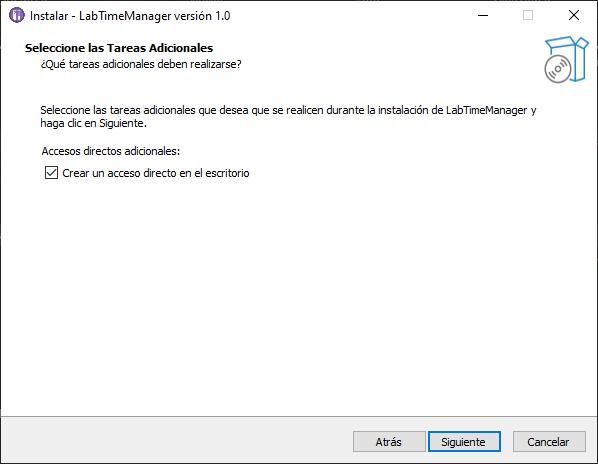 Instalar - LabTimeManager versión 1.0
Seleccione las Tareas Adicionales
¿Qué tareas adicionales deben realizarse?
Seleccione las tareas adicionales que desea que se realicen durante la instalación de LabTimeManager y
haga clic en Siguiente.
Accesos directos adicionales:
Crear un acceso directo en el escritorio
Atrás
Siguiente
Cancelar